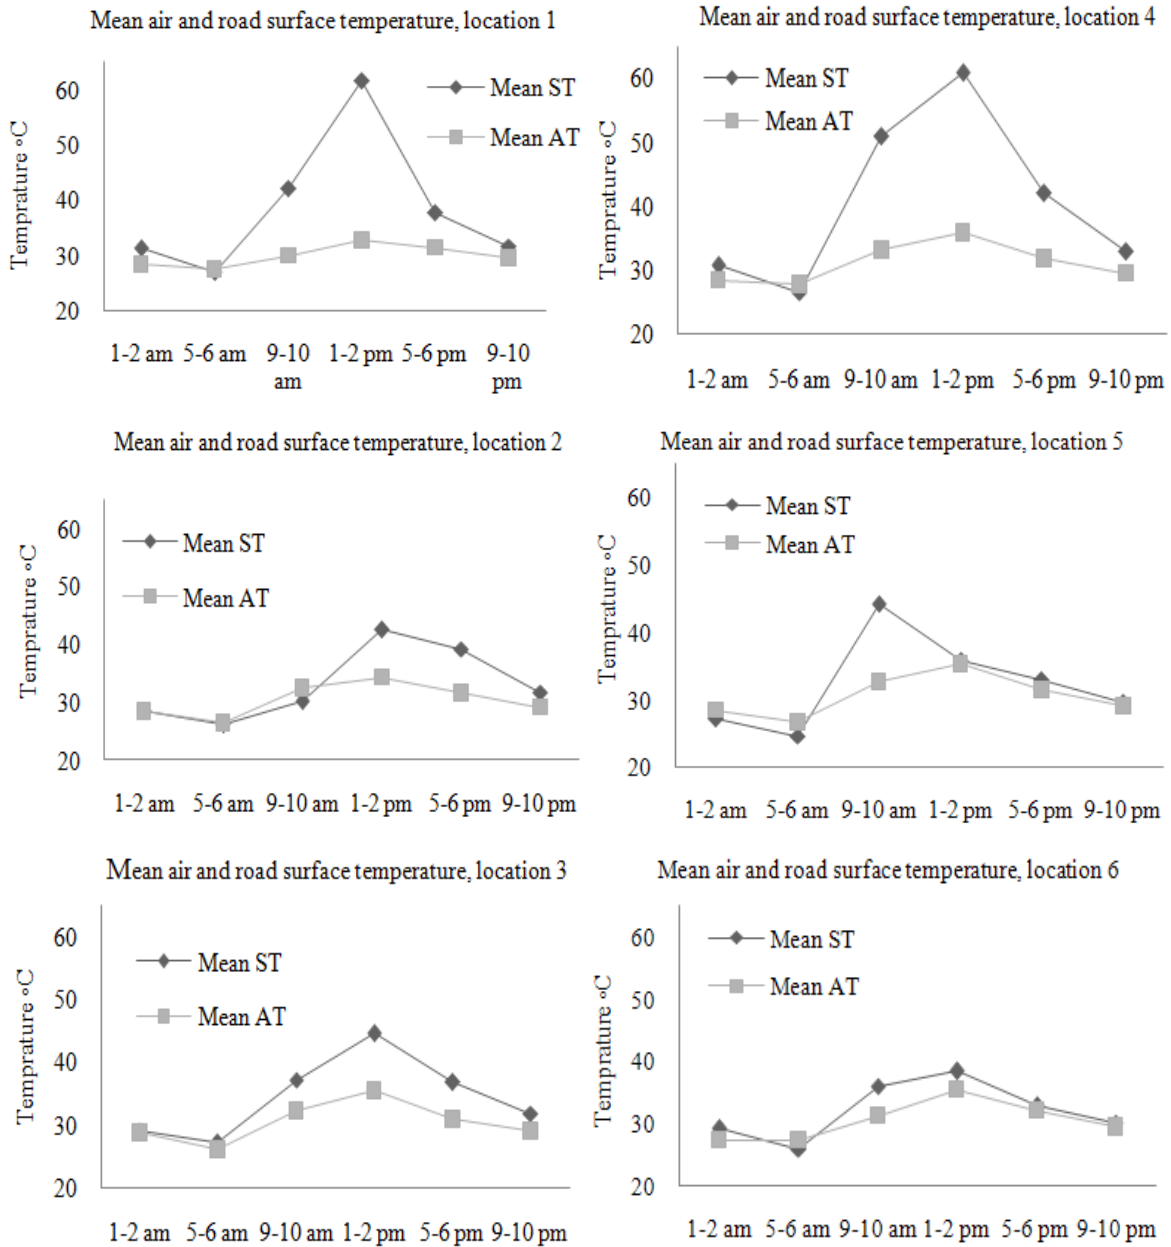 Mean air and road surface temperature, location 1
Temprature °C
60
50
40
30
20
Mean ST
Mean AT
1-2 am 5-6 am 9-10 am 1-2 pm 5-6 pm 9-10 pm
Mean air and road surface temperature, location 4
Temprature °C
60
50
40
30
20
Mean ST
Mean AT
1-2 am 5-6 am 9-10 am 1-2 pm 5-6 pm 9-10 pm
Mean air and road surface temperature, location 2
Temprature °C
60
50
40
30
20
Mean ST
Mean AT
1-2 am 5-6 am 9-10 am 1-2 pm 5-6 pm 9-10 pm
Mean air and road surface temperature, location 5
Temprature °C
60
50
40
30
20
Mean ST
Mean AT
1-2 am 5-6 am 9-10 am 1-2 pm 5-6 pm 9-10 pm
Mean air and road surface temperature, location 3
Temprature °C
60
50
40
30
20
Mean ST
Mean AT
1-2 am 5-6 am 9-10 am 1-2 pm 5-6 pm 9-10 pm
Mean air and road surface temperature, location 6
Temprature °C
60
50
40
30
20
Mean ST
Mean AT
1-2 am 5-6 am 9-10 am 1-2 pm 5-6 pm 9-10 pm